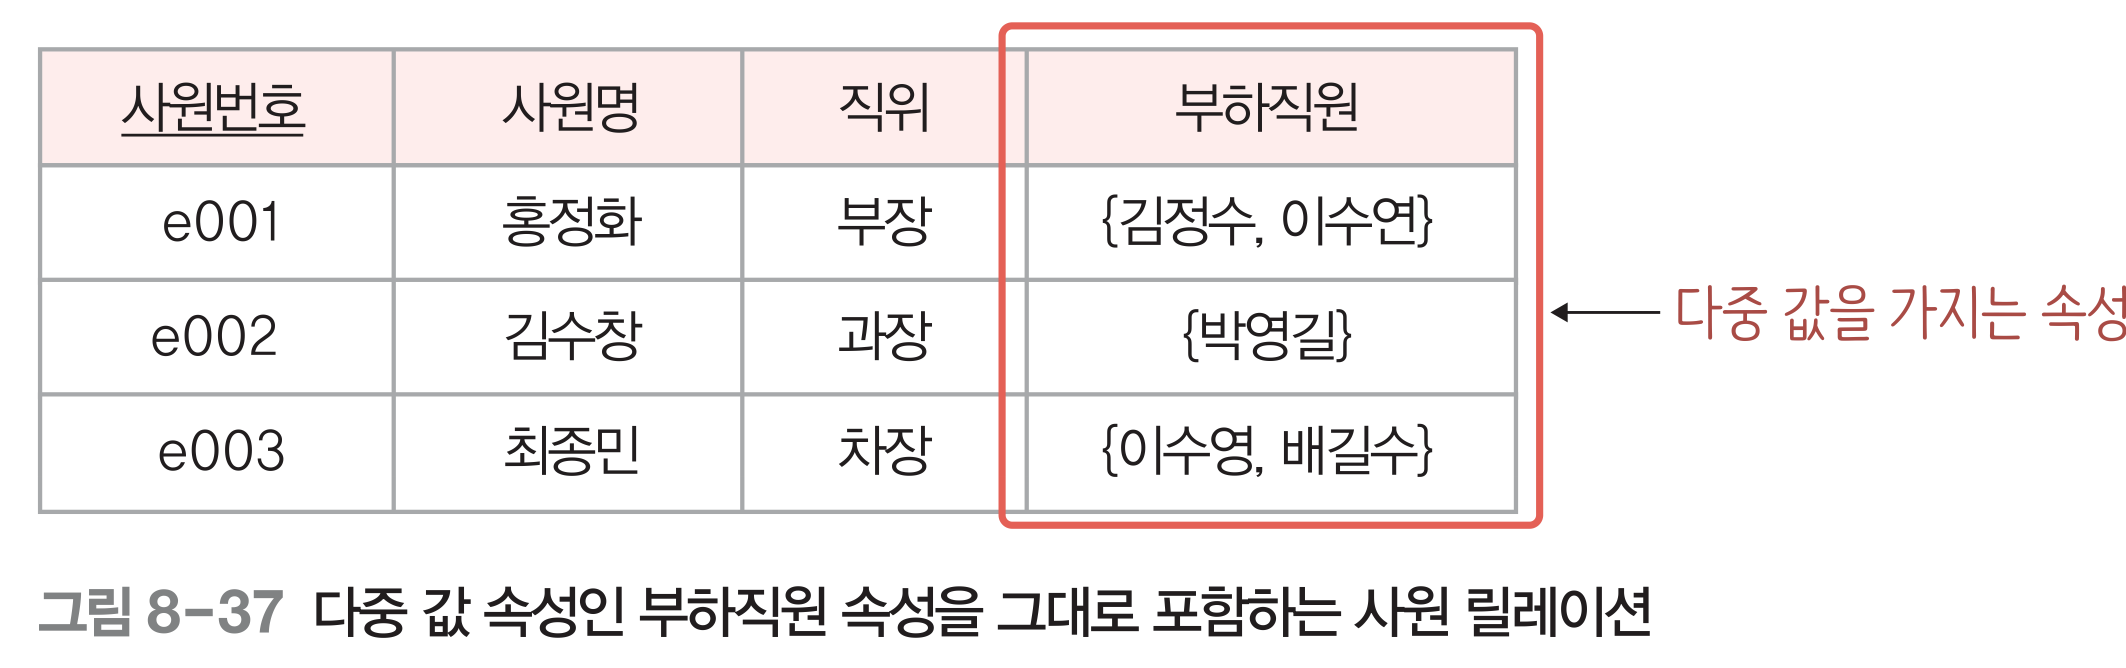 사원번호 사원명 직위 부하직원
e001 홍정화 부장 {김정수, 이수연}
e002 김수창 과장 {박영길}
e003 최종민 차장 {이수영, 배길수}
다중 값을 가지는 속성
그림 8-37 다중 값 속성인 부하직원 속성을 그대로 포함하는 사원 릴레이션